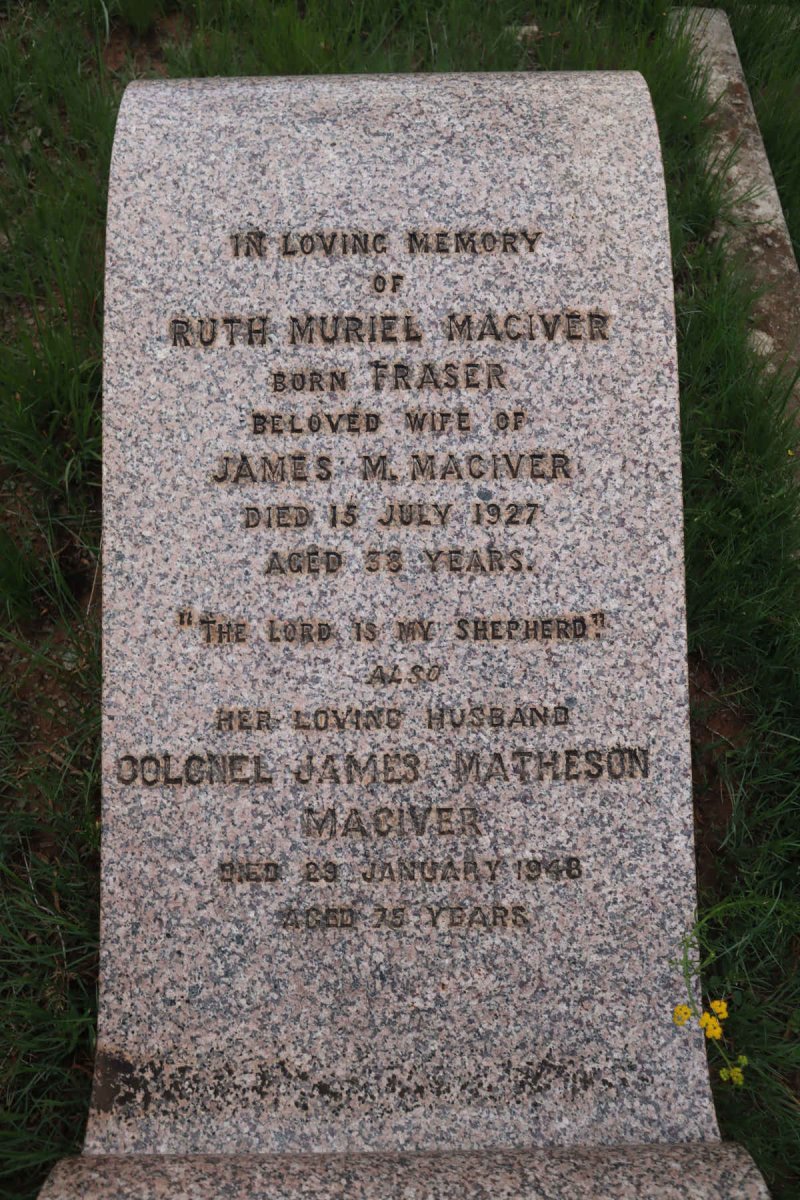 IN LOVING MEMORY
OF
RUTH MURIEL MACIVER
BORN FRASER
BELOVED WIFE OF
JAMES M. MACIVER
DIED 15 JULY 1927
AGED 38 YEARS.
"THE LORD IS MY SHEPHERD."
ALSO
HER LOVING HUSBAND
COLONEL JAMES MATHESON
MACIVER
DIED 29 JANUARY 1948
AGED 75 YEARS